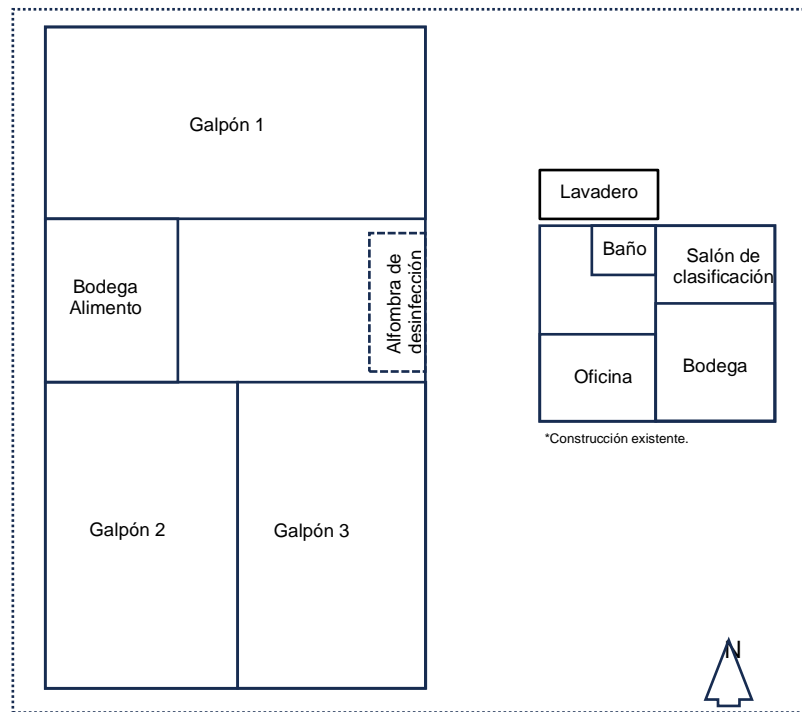 Galpón 1
Lavadero
Baño
Salón de
clasificación
Bodega
Alimento
Alfombra de
desinfección
Oficina
Bodega
*Construcción existente.
Galpón 2
Galpón 3
N